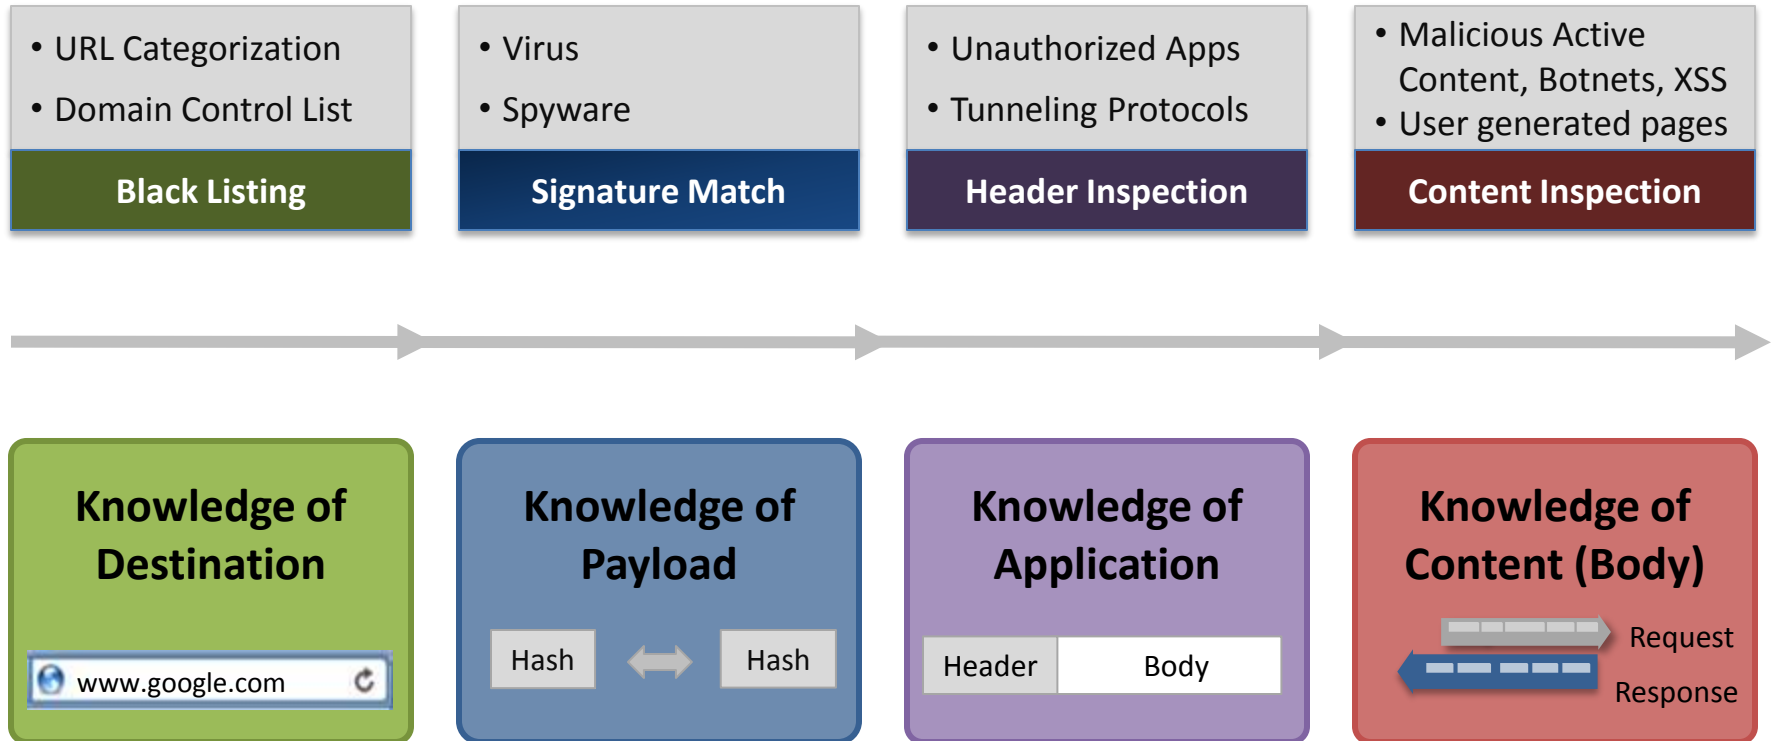 • URL Categorization
• Domain Control List
Black Listing
• Virus
• Spyware
Signature Match
• Unauthorized Apps
• Tunneling Protocols
Header Inspection
• Malicious Active
Content, Botnets, XSS
• User generated pages
Content Inspection
Knowledge of
Destination
www.google.com
Knowledge of
Payload
Hash
Hash
Knowledge of
Application
Header
Body
Knowledge of
Content (Body)
Request
Response